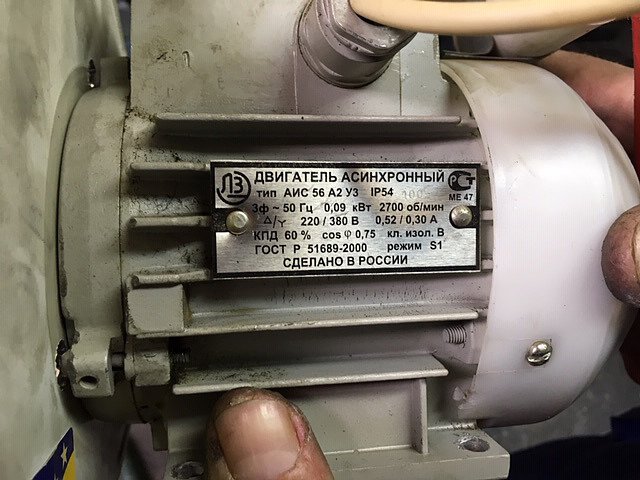 ЛЗ ДВИГАТЕЛЬ АСИНХРОННЫЙ РСТ
тип АИС 56 А2 У3 IP54 МЕ 47
3ф ~ 50 Гц 0,09 кВт 2700 об/мин
△/Y 220 / 380 В 0,52 / 0,30 А
КПД 60 % cos φ 0,75 кл. изол. В
ГОСТ Р 51689-2000 режим S1
СДЕЛАНО В РОССИИ